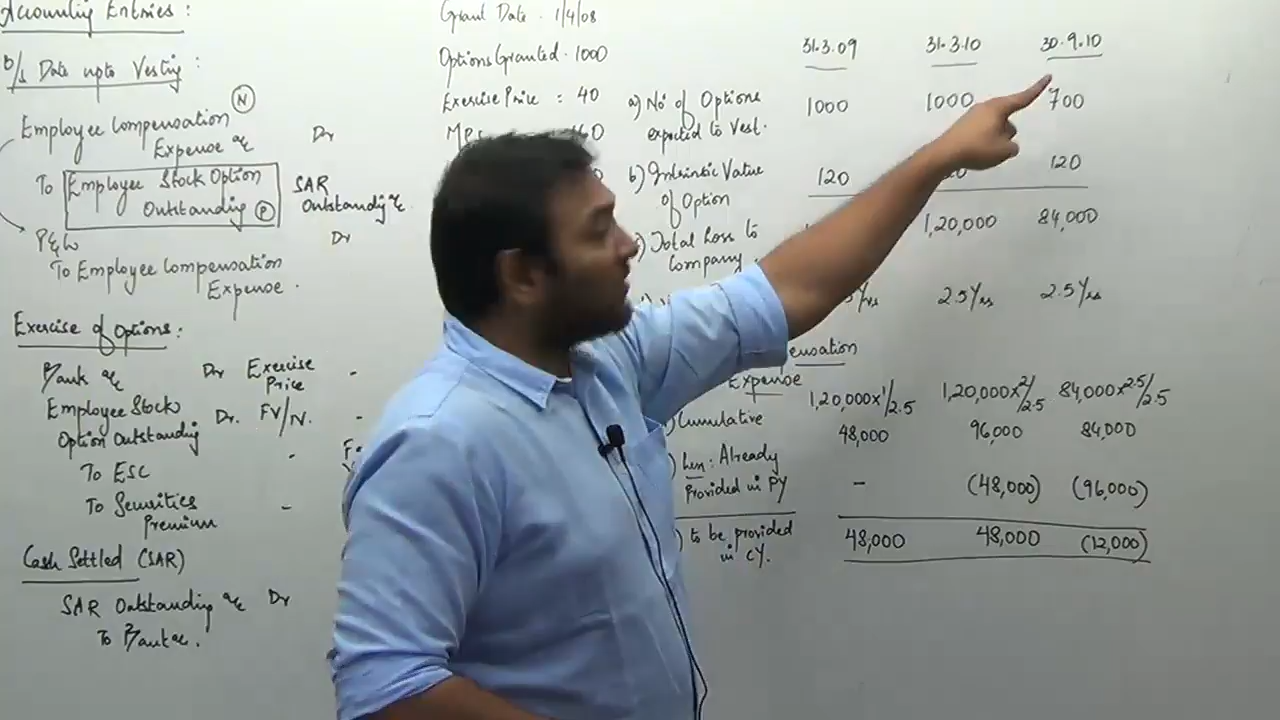 Accounting Entries :
B/s Date upto Vesting :
Employee Compensation (N)
Expense a/c Dr
To Employee Stock Option
Outstanding (P)
SAR
Outstanding a/c
P&L Dr
To Employee Compensation
Expense .
Exercise of Options :
Bank a/c Dr Exercise
Price -
Employee Stock
Option Outstanding Dr. FV/IV. -
To ESC -
To Securities
Premium -
Cash Settled (SAR)
SAR Outstanding a/c Dr
To Bank a/c.
Grant Date . 1/4/08
Options Granted . 1000
Exercise Price : 40
MPS
31.3.09 31.3.10 30.9.10
a) No of Options
expected to Vest. 1000 1000 700
b) Intrinsic Value
of Option 120 120
c) Total Loss to
Company 1,20,000 84,000
Yrs 2.5 Yrs 2.5 Yrs
Expense
1,20,000x1/2.5 1,20,000x2/2.5 84,000x2.5/2.5
) Cumulative 48,000 96,000 84,000
) Less: Already
Provided in PY - (48,000) (96,000)
) to be provided
in CY. 48,000 48,000 (12,000)